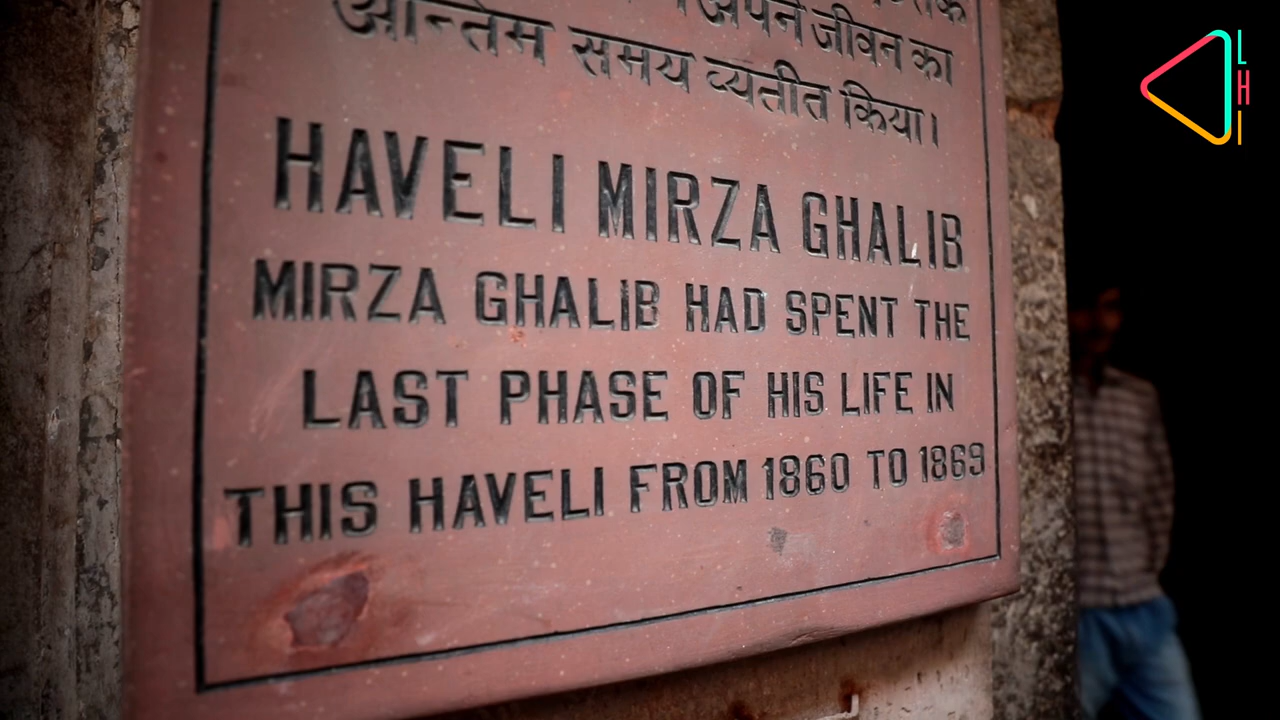 अपने जीवन का
अन्तिम समय व्यतीत किया।
HAVELI MIRZA GHALIB
MIRZA GHALIB HAD SPENT THE
LAST PHASE OF HIS LIFE IN
THIS HAVELI FROM 1860 TO 1869
LHI